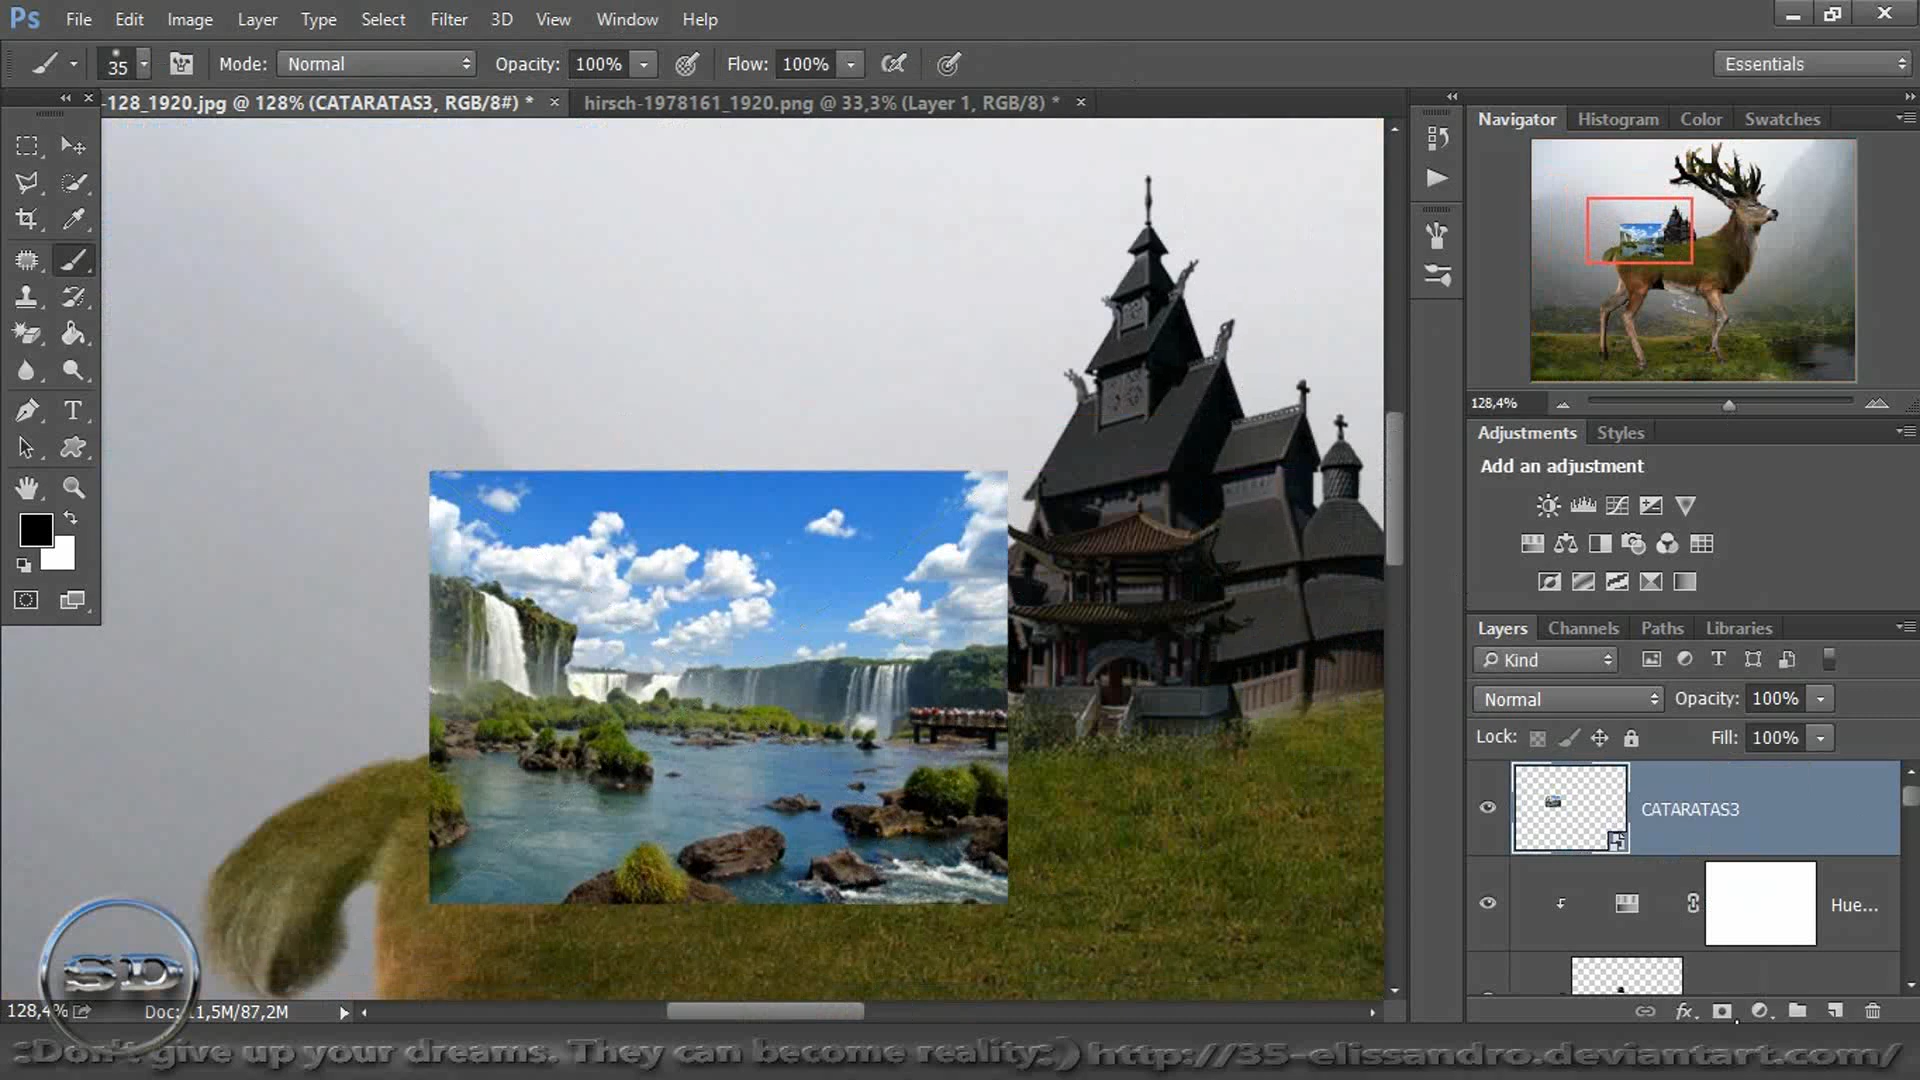 Ps File Edit Image Layer Type Select Filter 3D View Window Help
35 Mode: Normal Opacity: 100% Flow: 100% Essentials
-128_1920.jpg @ 128% (CATARATAS3, RGB/8#) * × hirsch-1978161_1920.png @ 33,3% (Layer 1, RGB/8) * ×
Navigator Histogram Color Swatches
128,4%
Adjustments Styles
Add an adjustment
Layers Channels Paths Libraries
Kind
Normal Opacity: 100%
Lock: Fill: 100%
CATARATAS3
Hue...
SD
128,4% Doc: 11,5M/87,2M
fx
:Don't give up your dreams. They can become reality:) http://35-elissandro.deviantart.com/